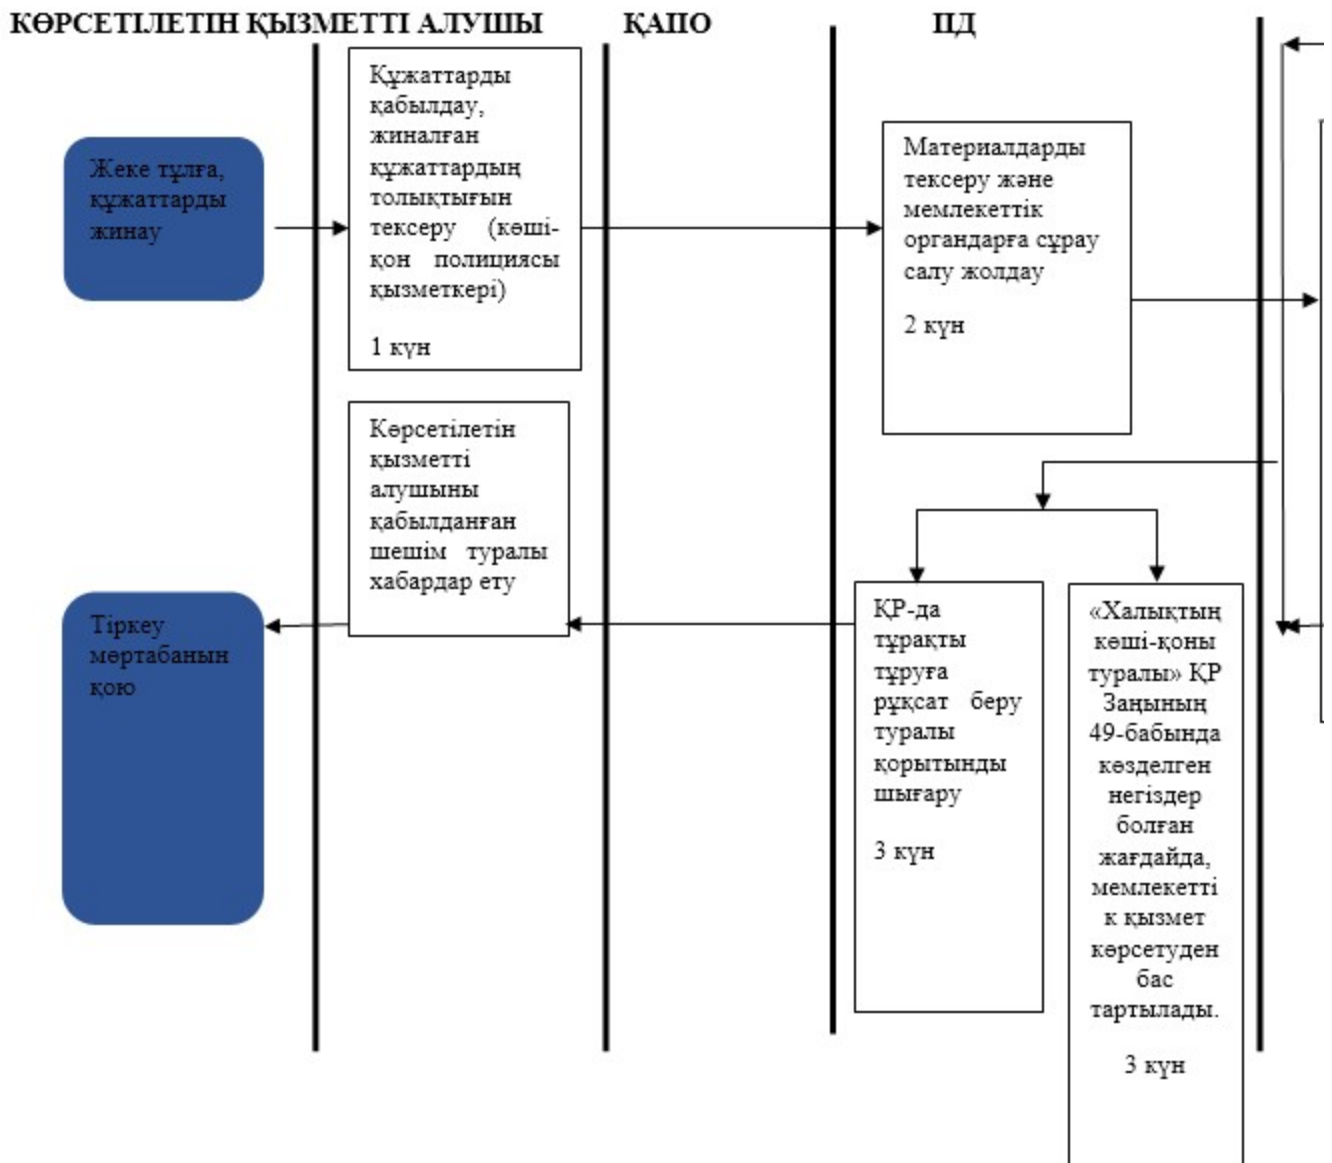 КӨРСЕТІЛЕТІН ҚЫЗМЕТТІ АЛУШЫ ҚАПО ПД
Жеке тұлға,
құжаттарды
жинау
Құжаттарды
қабылдау,
жиналған
құжаттардың
толықтығын
тексеру (көші-
қон полициясы
қызметкері)
1 күн
Материалдарды
тексеру және
мемлекеттік
органдарға сұрау
салу жолдау
2 күн
Көрсетілетін
қызметті
алушыны
қабылданған
шешім туралы
хабардар ету
Тіркеу
мөртабанын
қою
ҚР-да
тұрақты
тұруға
рұқсат беру
туралы
қорытынды
шығару
3 күн
«Халықтың
көші-қоны
туралы» ҚР
Заңының
49-бабында
көзделген
негіздер
болған
жағдайда,
мемлекетті
к қызмет
көрсетуден
бас
тартылады.
3 күн